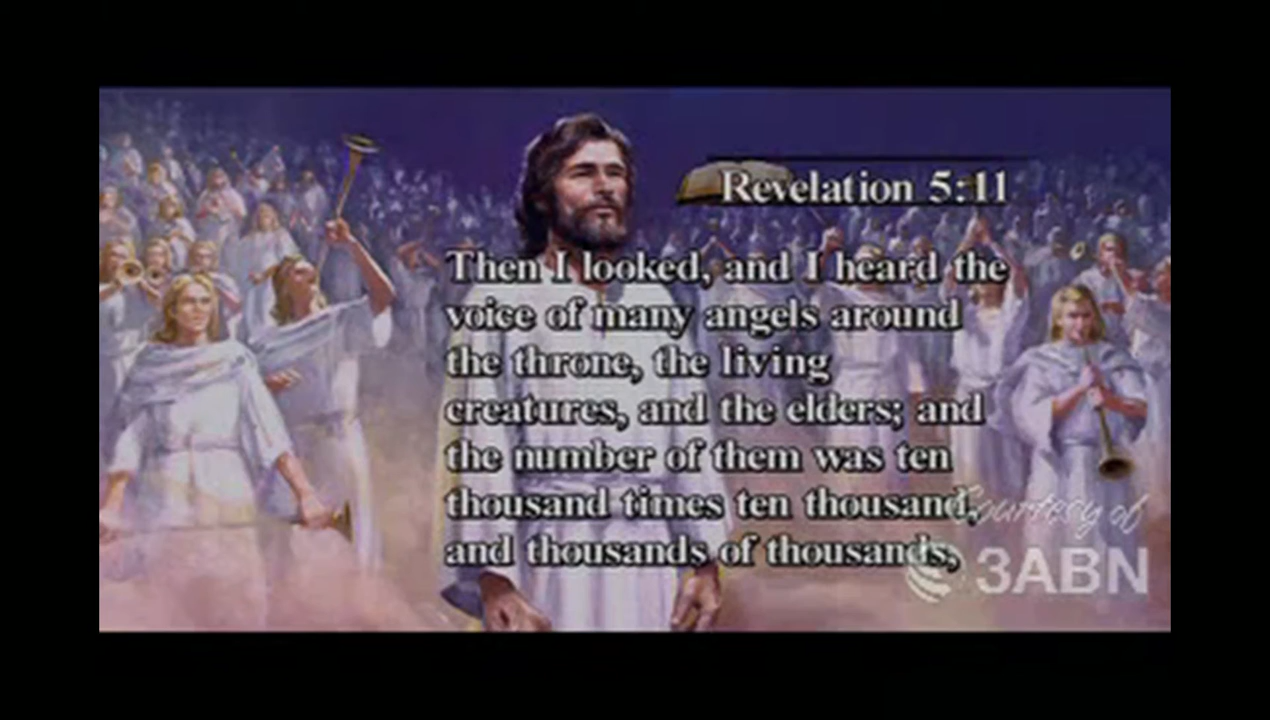 Revelation 5:11
Then I looked, and I heard the
voice of many angels around
the throne, the living
creatures, and the elders; and
the number of them was ten
thousand times ten thousand,
and thousands of thousands,
Courtesy of
3ABN